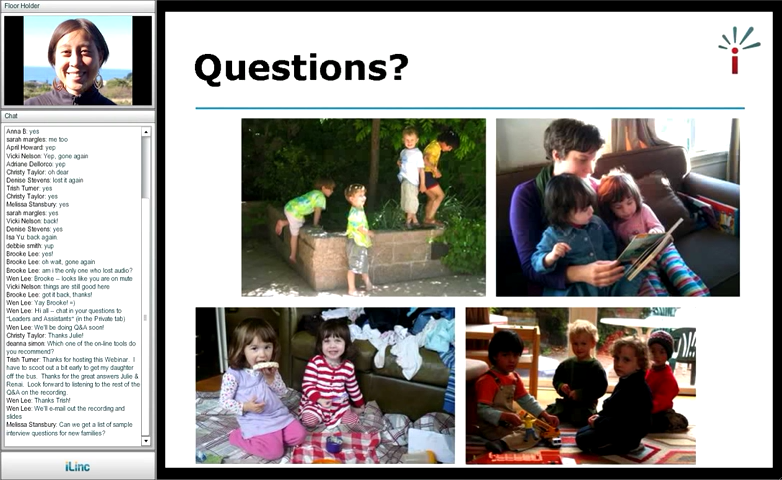 Floor Holder
Chat
Anna B: yes
sarah margles: me too
April Howard: yep
Vicki Nelson: Yep, gone again
Adriane Dellorco: yep
Christy Taylor: oh dear
Denise Stevens: lost it again
Trish Turner: yes
Christy Taylor: yes
Melissa Stansbury: yes
sarah margles: yes
Vicki Nelson: back!
Denise Stevens: yes
Isa Yu: back again
debbie smith: yup
Brooke Lee: yes!
Brooke Lee: oh wait, gone again
Brooke Lee: am i the only one who lost audio?
Wen Lee: Brooke -- looks like you are on mute
Vicki Nelson: things are still good here
Brooke Lee: got it back, thanks!
Wen Lee: Yay Brooke! =)
Wen Lee: Hi all -- chat in your questions to
"Leaders and Assistants" (in the Private tab)
Wen Lee: We'll be doing Q&A soon!
Christy Taylor: Thanks Julie!
deanna simon: Which one of the on-line tools do
you recommend?
Trish Turner: Thanks for hosting this Webinar. I
have to scoot out a bit early to get my daughter
off the bus. Thanks for the great answers Julie &
Renai. Look forward to listening to the rest of the
Q&A on the recording.
Wen Lee: Thanks Trish!
Wen Lee: We'll e-mail out the recording and
slides
Melissa Stansbury: Can we get a list of sample
interview questions for new families?
iLinc
Questions?